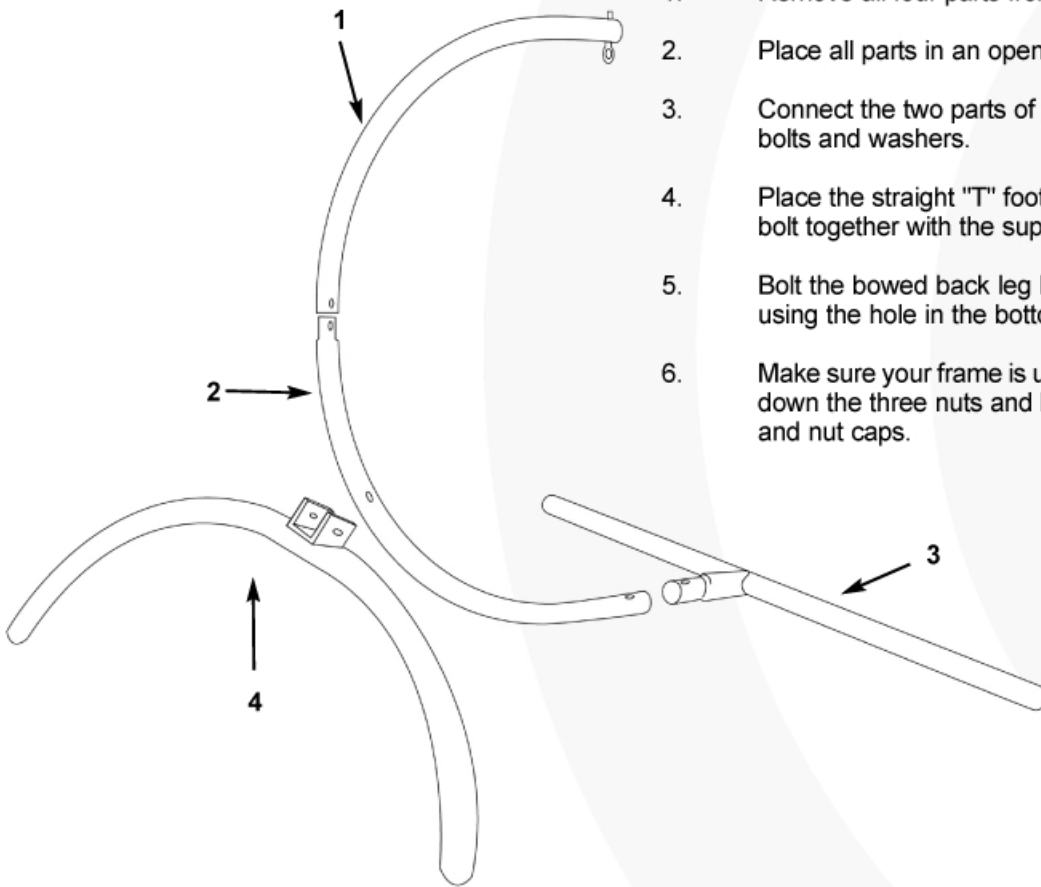 1
2.
Place all parts in an open
3.
Connect the two parts of
bolts and washers.
4.
Place the straight "T" foot
bolt together with the sup
5.
Bolt the bowed back leg
using the hole in the botto
6.
Make sure your frame is u
down the three nuts and
and nut caps.
2
3
4